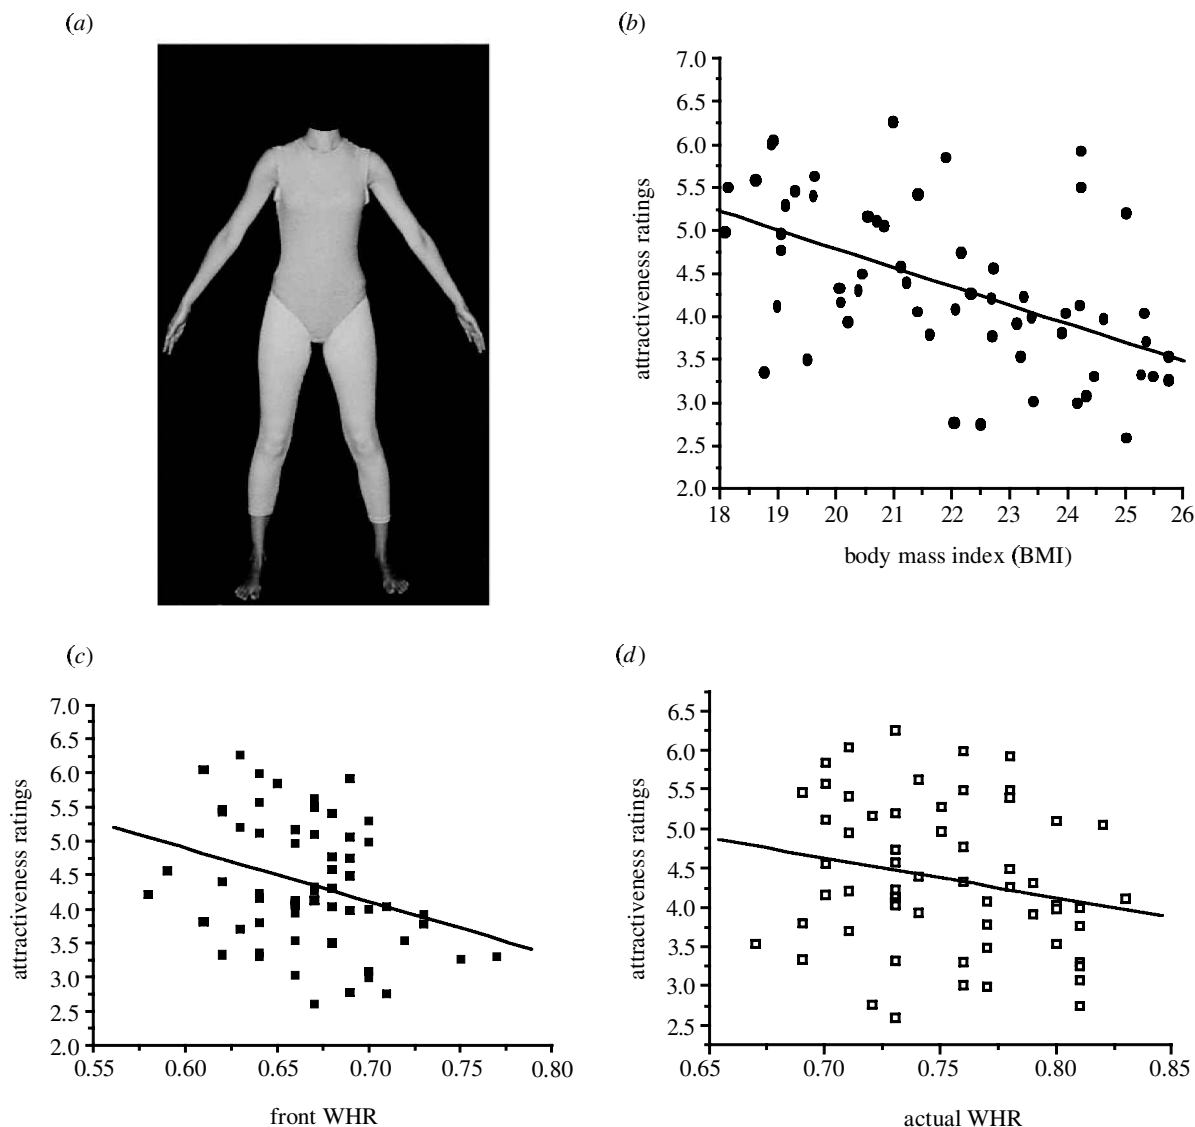 (a)
(b)
7.0
6.5
6.0
5.5
5.0
4.5
4.0
3.5
3.0
2.5
2.0
attractiveness ratings
18 19 20 21 22 23 24 25 26
body mass index (BMI)
(c)
7.0
6.5
6.0
5.5
5.0
4.5
4.0
3.5
3.0
2.5
2.0
attractiveness ratings
0.55 0.60 0.65 0.70 0.75 0.80
front WHR
(d)
6.5
6.0
5.5
5.0
4.5
4.0
3.5
3.0
2.5
attractiveness ratings
0.65 0.70 0.75 0.80 0.85
actual WHR